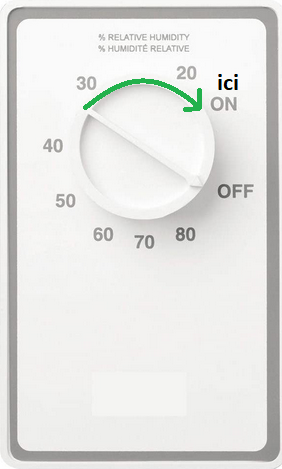 % RELATIVE HUMIDITY
% HUMIDITÉ RELATIVE
20 ici
30 ON
40
OFF
50
60 70 80